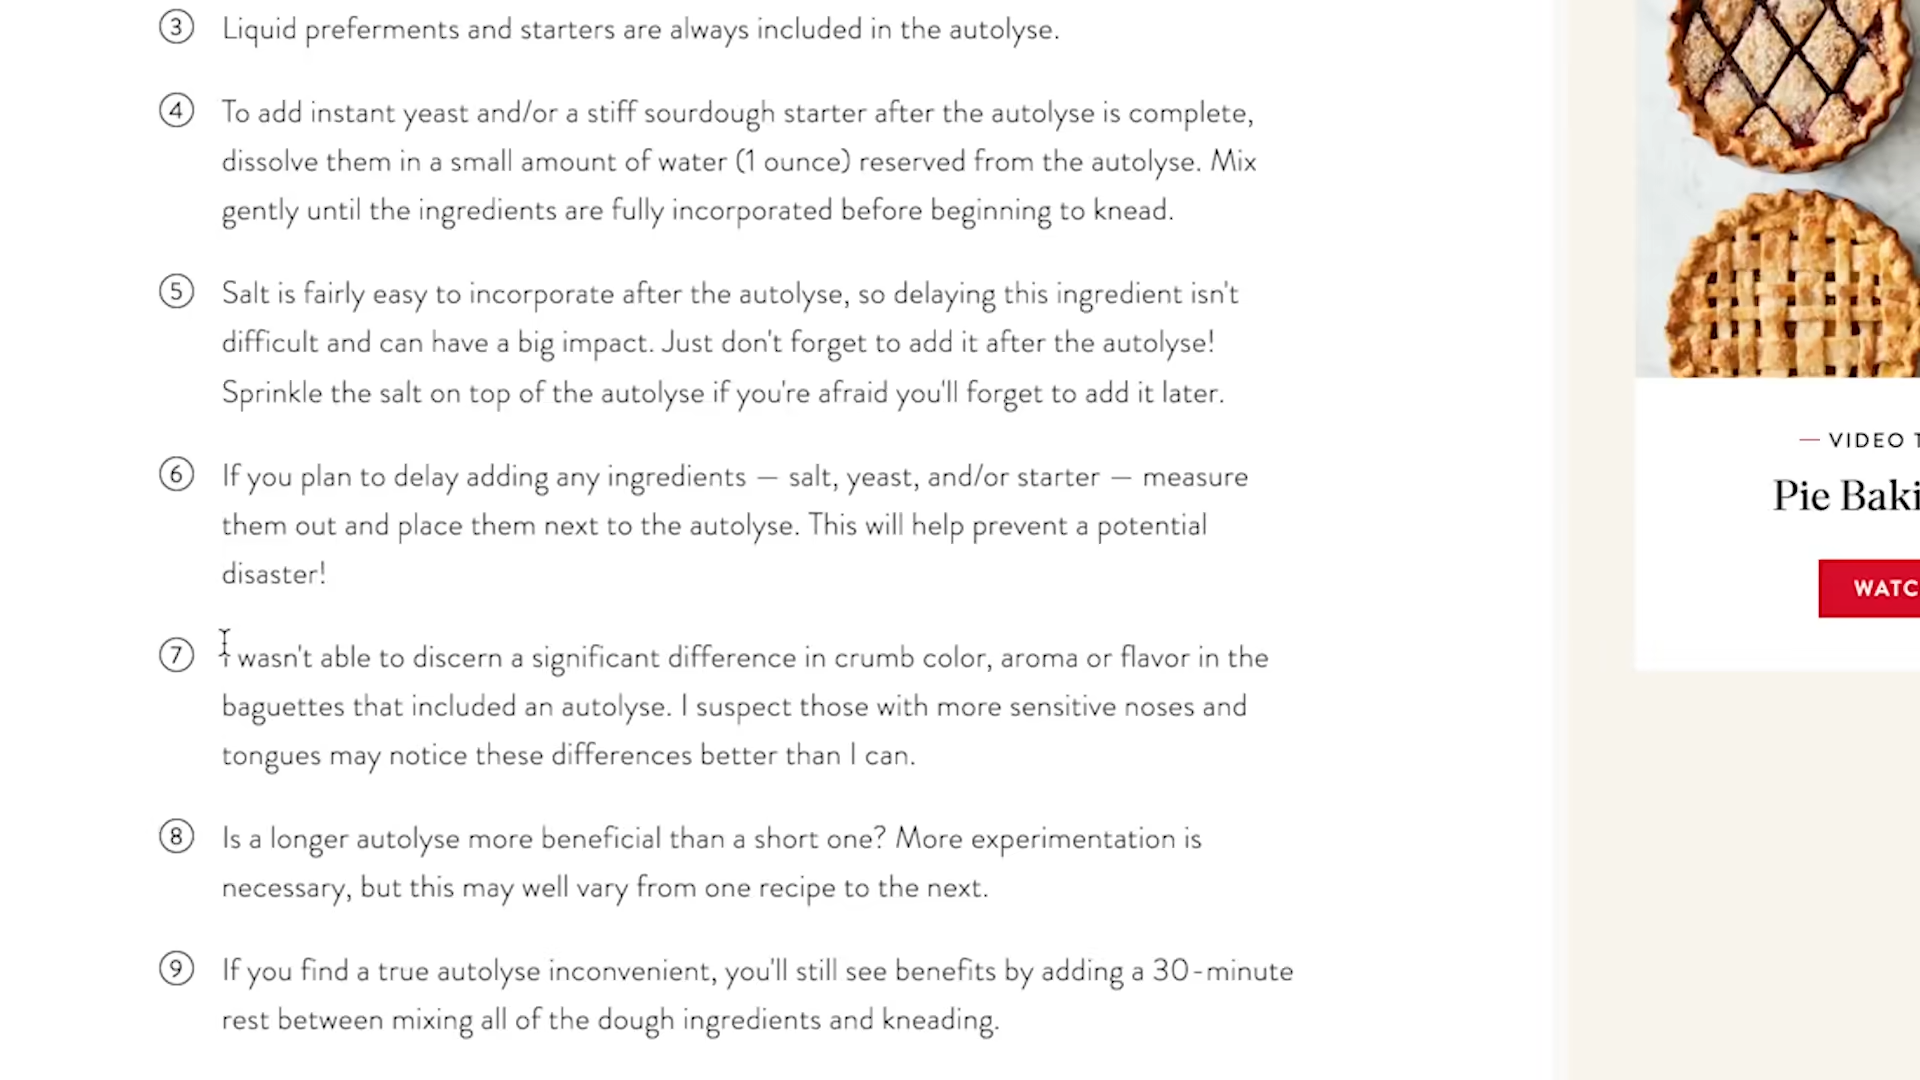 3 Liquid preferments and starters are always included in the autolyse.
4 To add instant yeast and/or a stiff sourdough starter after the autolyse is complete,
dissolve them in a small amount of water (1 ounce) reserved from the autolyse. Mix
gently until the ingredients are fully incorporated before beginning to knead.
5 Salt is fairly easy to incorporate after the autolyse, so delaying this ingredient isn't
difficult and can have a big impact. Just don't forget to add it after the autolyse!
Sprinkle the salt on top of the autolyse if you're afraid you'll forget to add it later.
6 If you plan to delay adding any ingredients — salt, yeast, and/or starter — measure
them out and place them next to the autolyse. This will help prevent a potential
disaster!
7 I wasn't able to discern a significant difference in crumb color, aroma or flavor in the
baguettes that included an autolyse. I suspect those with more sensitive noses and
tongues may notice these differences better than I can.
8 Is a longer autolyse more beneficial than a short one? More experimentation is
necessary, but this may well vary from one recipe to the next.
9 If you find a true autolyse inconvenient, you'll still see benefits by adding a 30-minute
rest between mixing all of the dough ingredients and kneading.
— VIDEO T
Pie Baki
WATC